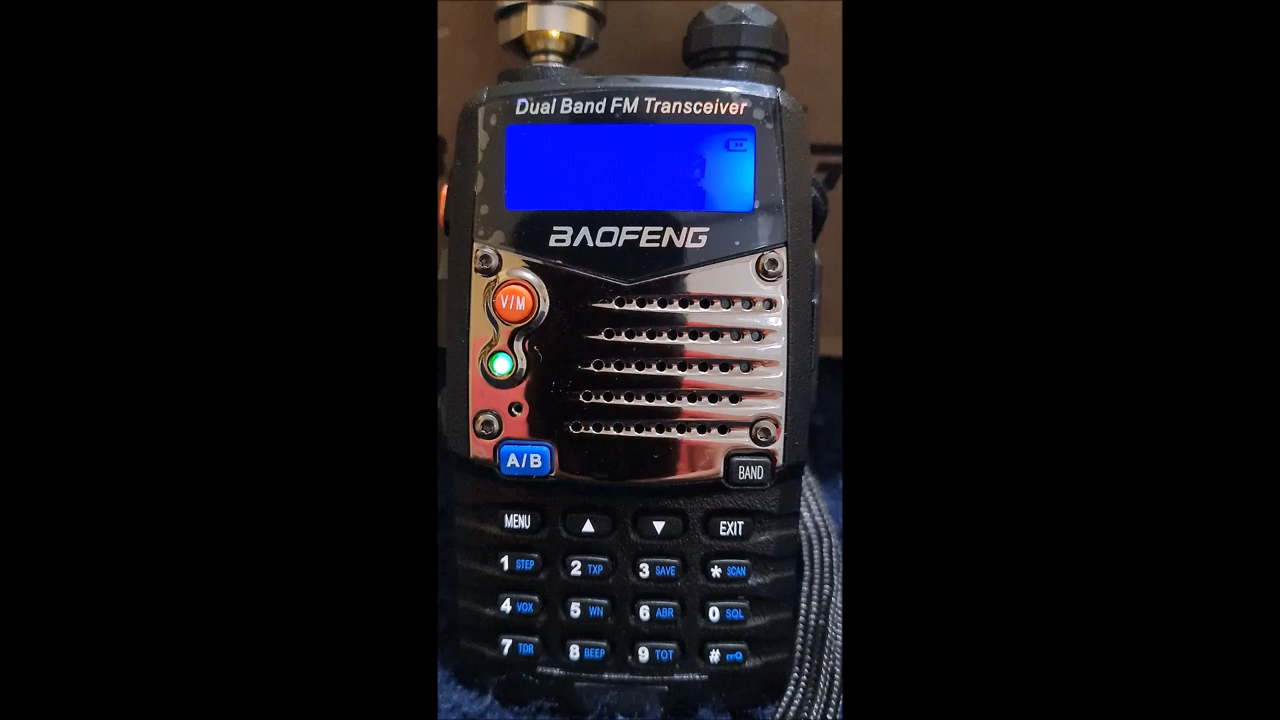 Dual Band FM Transceiver
BAOFENG
V/M
A/B
BAND
MENU ▲ ▼ EXIT
1 STEP 2 TXP 3 SAVE * SCAN
4 VOX 5 WN 6 ABR 0 SQL
7 TDR 8 BEEP 9 TOT #